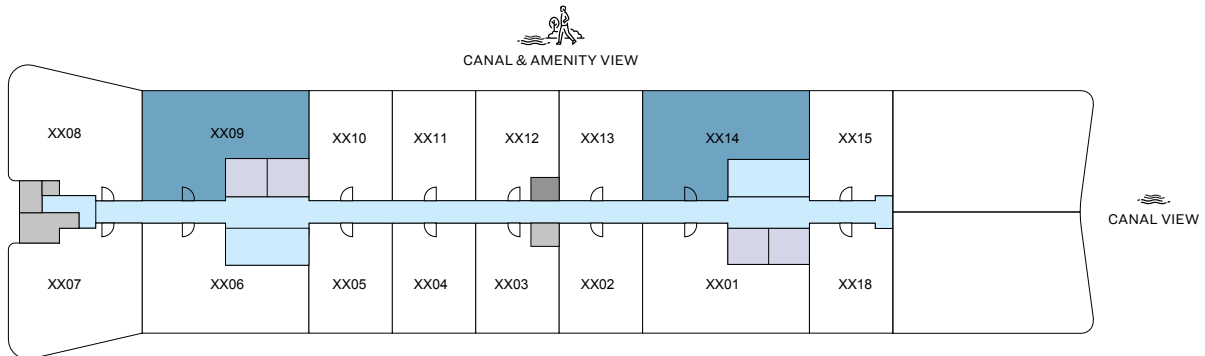 CANAL & AMENITY VIEW
XX08
XX09
XX10
XX11
XX12
XX13
XX14
XX15
CANAL VIEW
XX07
XX06
XX05
XX04
XX03
XX02
XX01
XX18